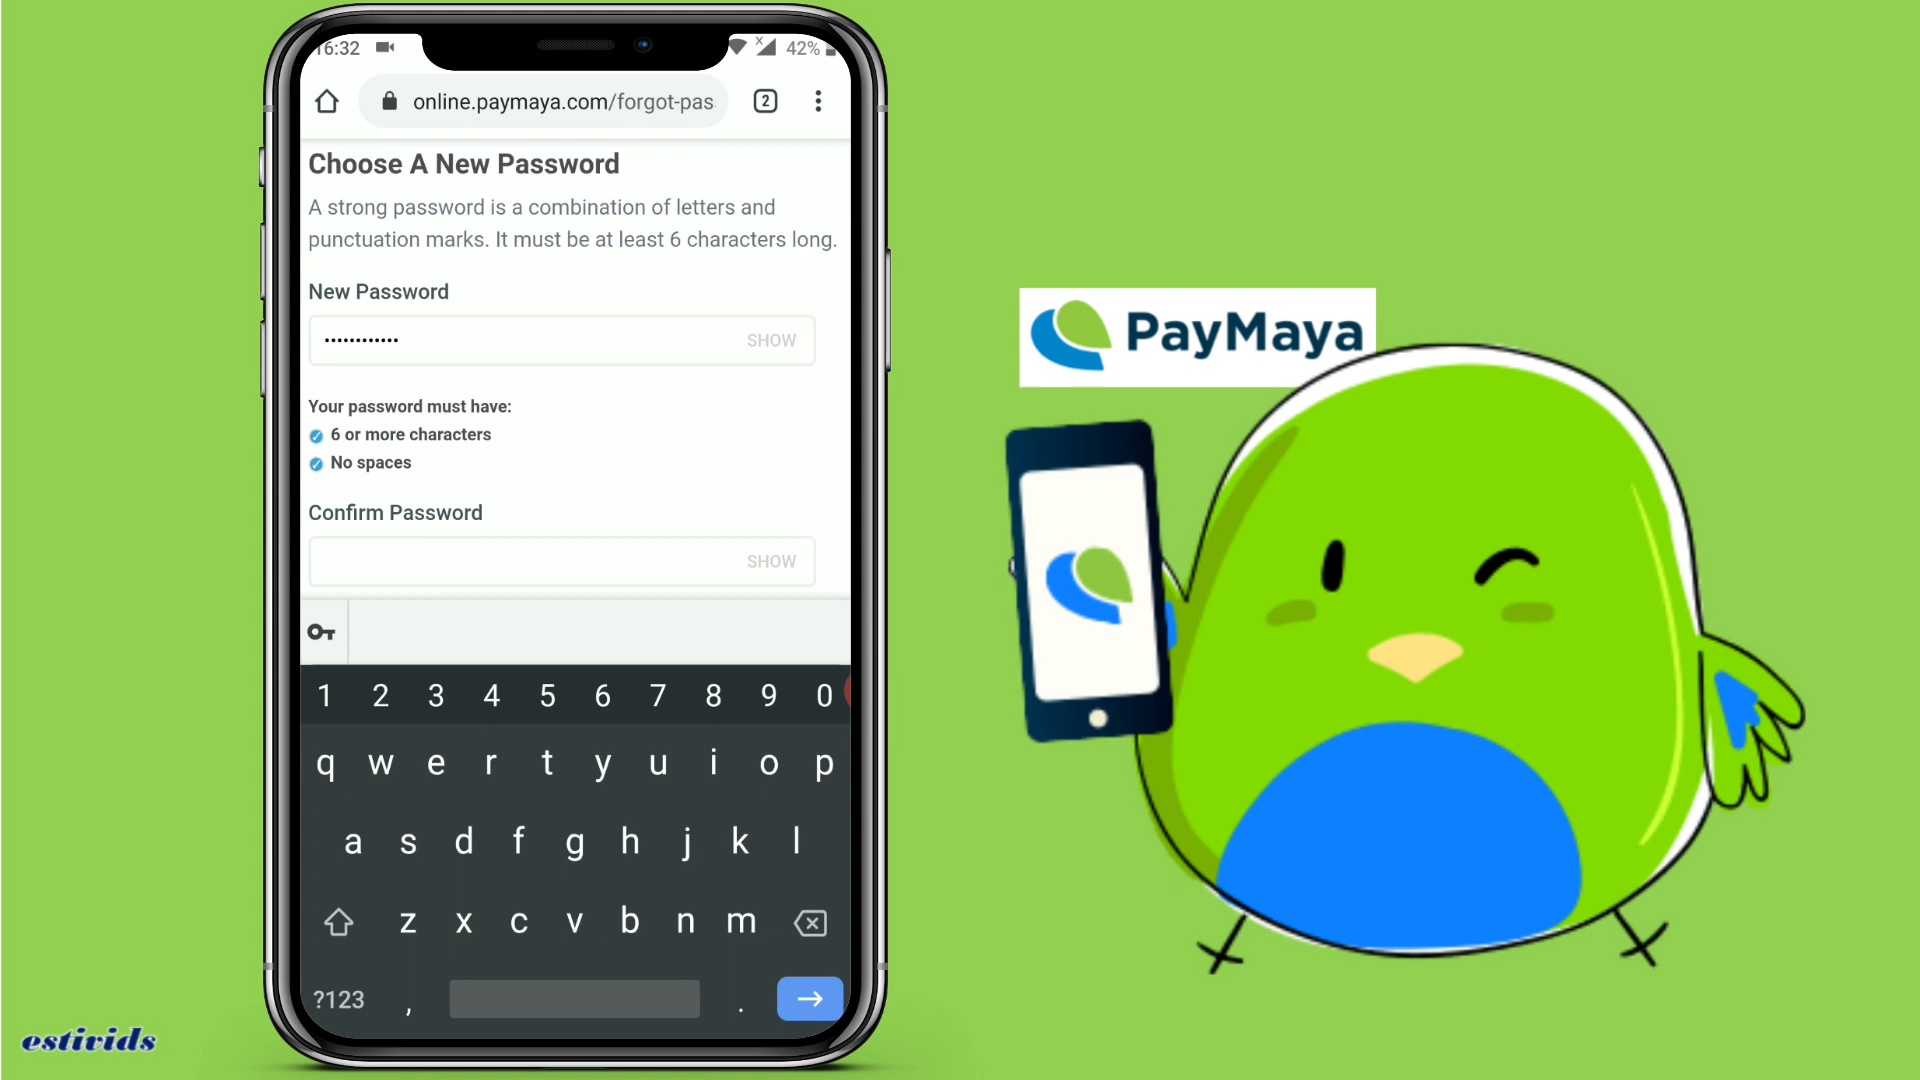 16:32
42%
online.paymaya.com/forgot-pas
2
Choose A New Password
A strong password is a combination of letters and
punctuation marks. It must be at least 6 characters long.
New Password
••••••••••••
SHOW
Your password must have:
6 or more characters
No spaces
Confirm Password
SHOW
1 2 3 4 5 6 7 8 9 0
q w e r t y u i o p
a s d f g h j k l
z x c v b n m
?123 , .
PayMaya
estivids